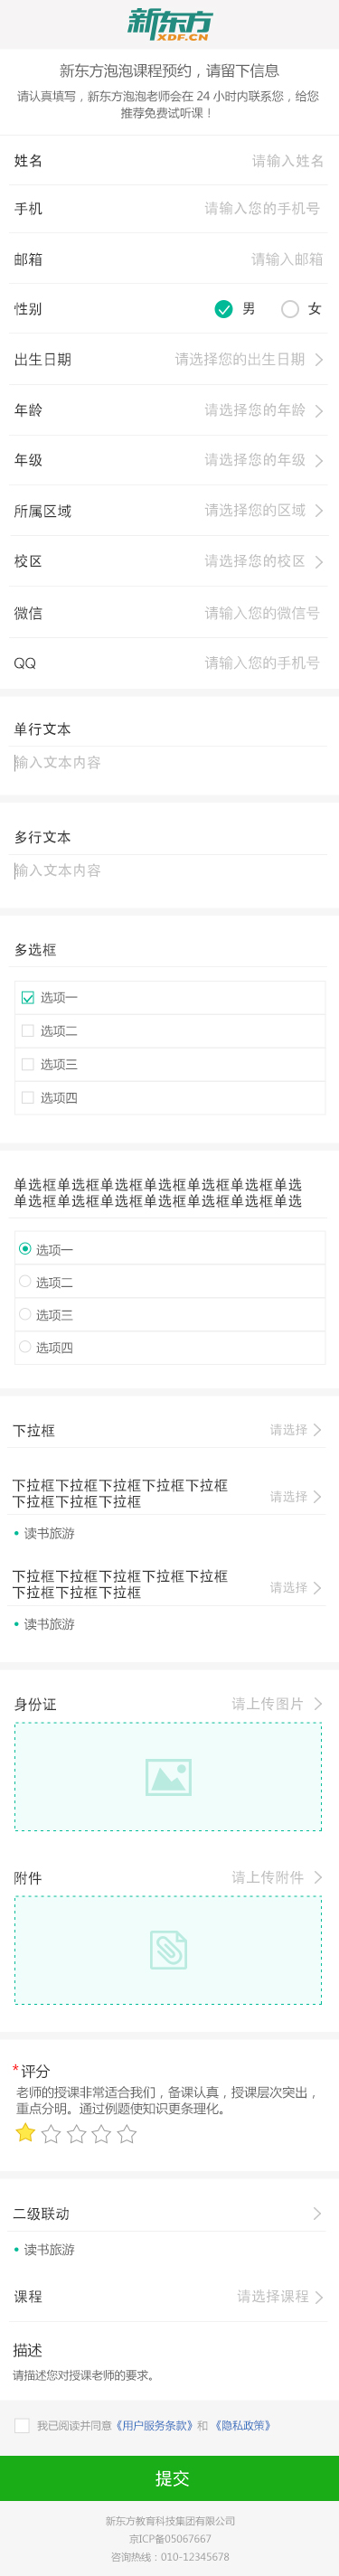 新东方
XDF.CN
新东方泡泡课程预约，请留下信息
请认真填写，新东方泡泡老师会在 24 小时内联系您，给您
推荐免费试听课！
姓名 请输入姓名
手机 请输入您的手机号
邮箱 请输入邮箱
性别 男 女
出生日期 请选择您的出生日期
年龄 请选择您的年龄
年级 请选择您的年级
所属区域 请选择您的区域
校区 请选择您的校区
微信 请输入您的微信号
QQ 请输入您的手机号
单行文本
输入文本内容
多行文本
输入文本内容
多选框
选项一
选项二
选项三
选项四
单选框单选框单选框单选框单选框单选框单选
单选框单选框单选框单选框单选框单选框单选
选项一
选项二
选项三
选项四
下拉框 请选择
下拉框下拉框下拉框下拉框下拉框
下拉框下拉框下拉框 请选择
• 读书旅游
下拉框下拉框下拉框下拉框下拉框
下拉框下拉框下拉框 请选择
• 读书旅游
身份证 请上传图片
附件 请上传附件
*评分
老师的授课非常适合我们，备课认真，授课层次突出，
重点分明。通过例题使知识更条理化。
二级联动
• 读书旅游
课程 请选择课程
描述
请描述您对授课老师的要求。
我已阅读并同意《用户服务条款》和 《隐私政策》
提交
新东方教育科技集团有限公司
京ICP备05067667
咨询热线：010-12345678